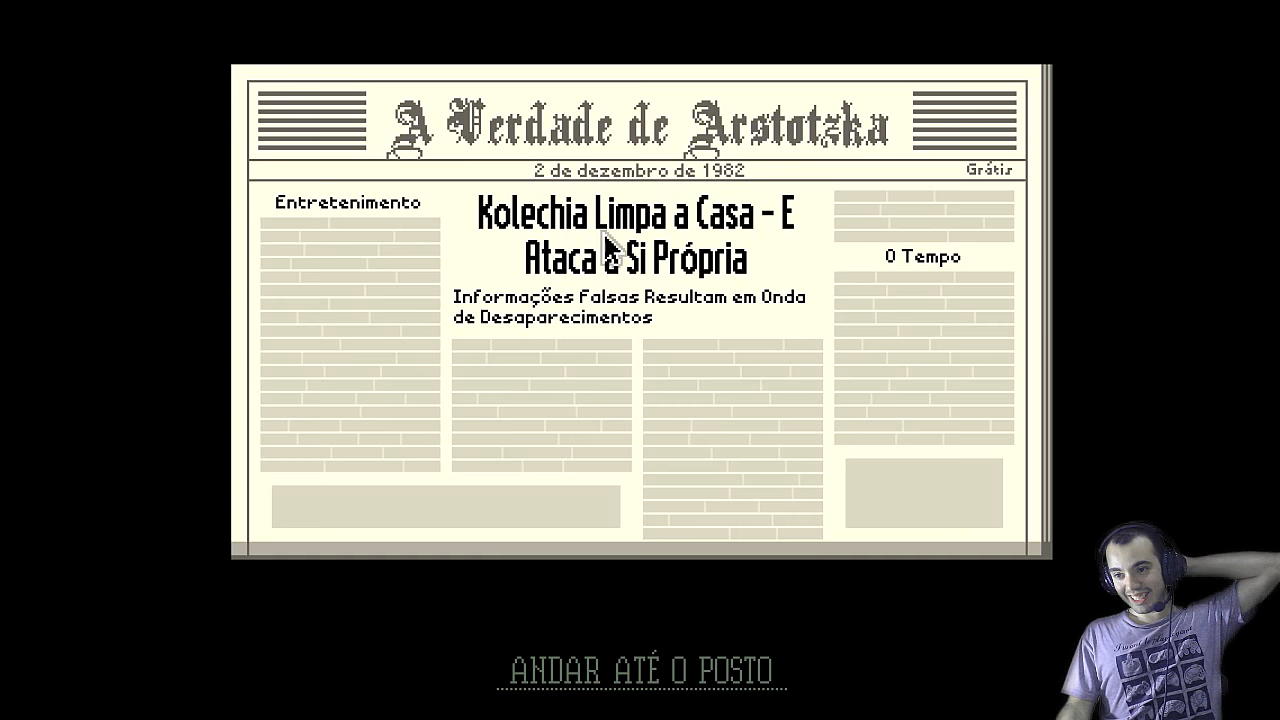 A Verdade de Arstotzka
2 de dezembro de 1982
Grátis
Entretenimento
Kolechia Limpa a Casa - E
Ataca a Si Própria
Informações Falsas Resultam em Onda
de Desaparecimentos
O Tempo
ANDAR ATÉ O POSTO